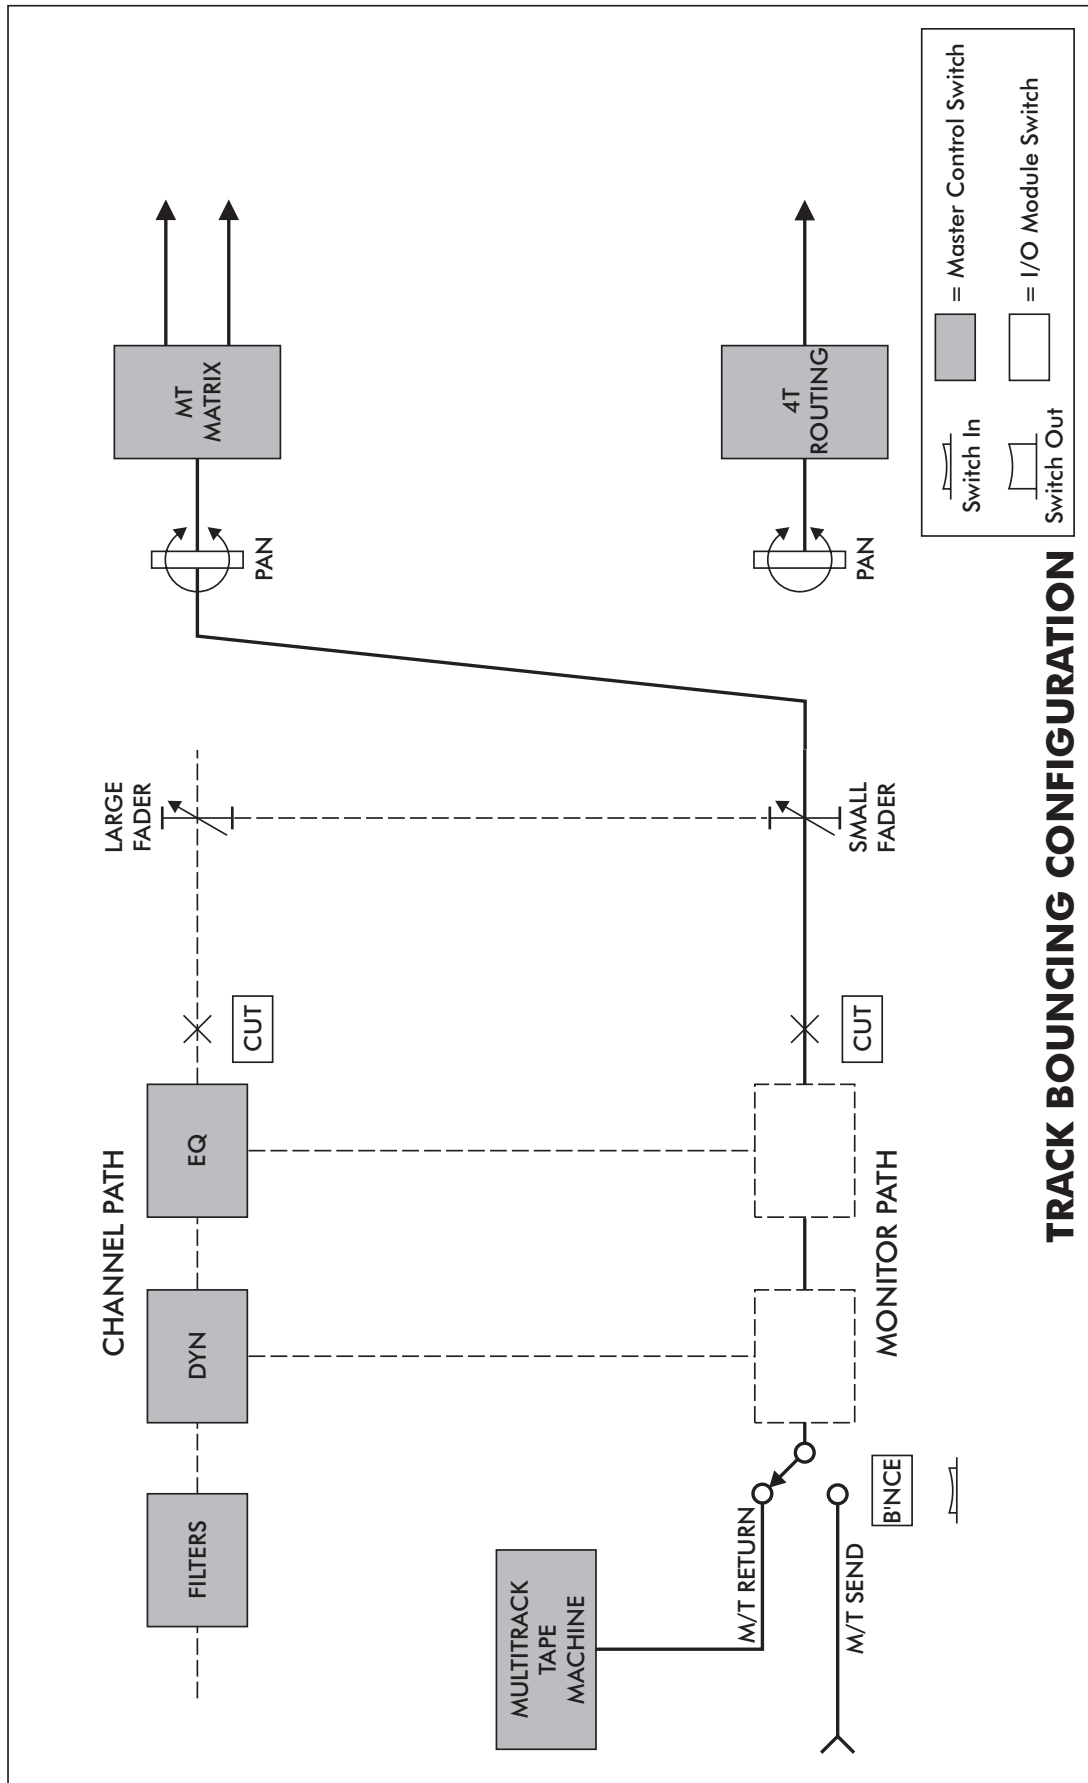 CHANNEL PATH
FILTERS
DYN
EQ
CUT
LARGE
FADER
PAN
MT
MATRIX
MULTITRACK
TAPE
MACHINE
M/T RETURN
M/T SEND
B'NCE
MONITOR PATH
CUT
SMALL
FADER
PAN
4T
ROUTING
TRACK BOUNCING CONFIGURATION
Switch In
= Master Control Switch
Switch Out
= I/O Module Switch